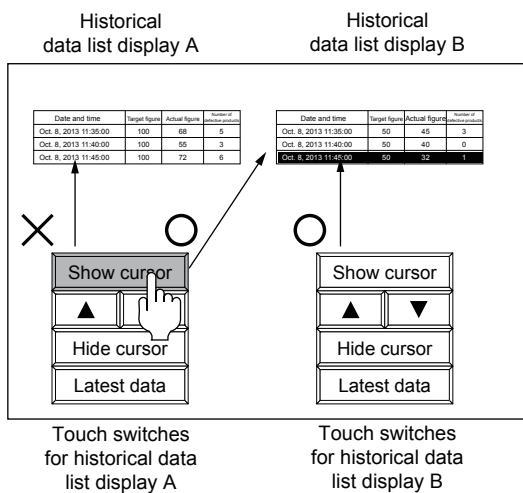 Historical
data list display A
Historical
data list display B
Date and time Target figure Actual figure Number of defective products
Oct. 8, 2013 11:35:00 100 68 5
Oct. 8, 2013 11:40:00 100 55 3
Oct. 8, 2013 11:45:00 100 72 6
Date and time Target figure Actual figure Number of defective products
Oct. 8, 2013 11:35:00 50 45 3
Oct. 8, 2013 11:40:00 50 40 0
Oct. 8, 2013 11:45:00 50 32 1
Show cursor
▲
Hide cursor
Latest data
Show cursor
▲ ▼
Hide cursor
Latest data
Touch switches
for historical data
list display A
Touch switches
for historical data
list display B